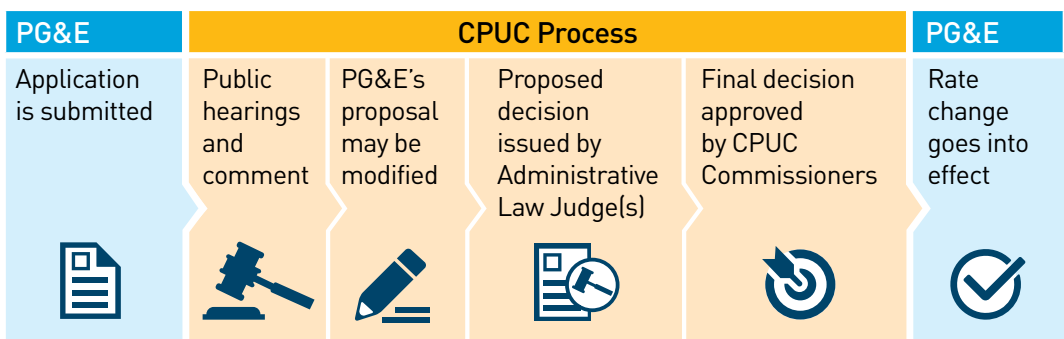 PG&E
CPUC Process
PG&E
Application
is submitted
Public
hearings
and
comment
PG&E’s
proposal
may be
modified
Proposed
decision
issued by
Administrative
Law Judge(s)
Final decision
approved
by CPUC
Commissioners
Rate
change
goes into
effect